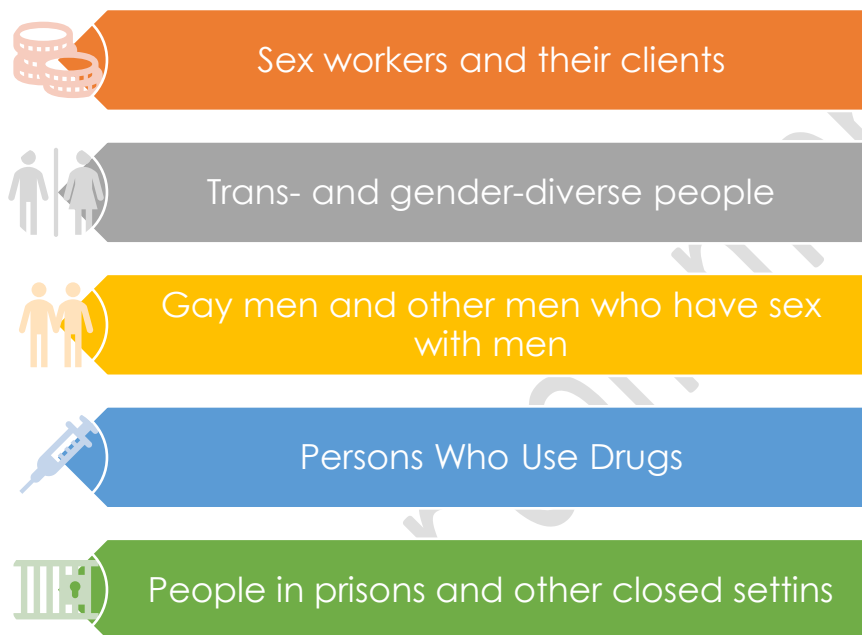 Sex workers and their clients
Trans- and gender-diverse people
Gay men and other men who have sex
with men
Persons Who Use Drugs
People in prisons and other closed settins